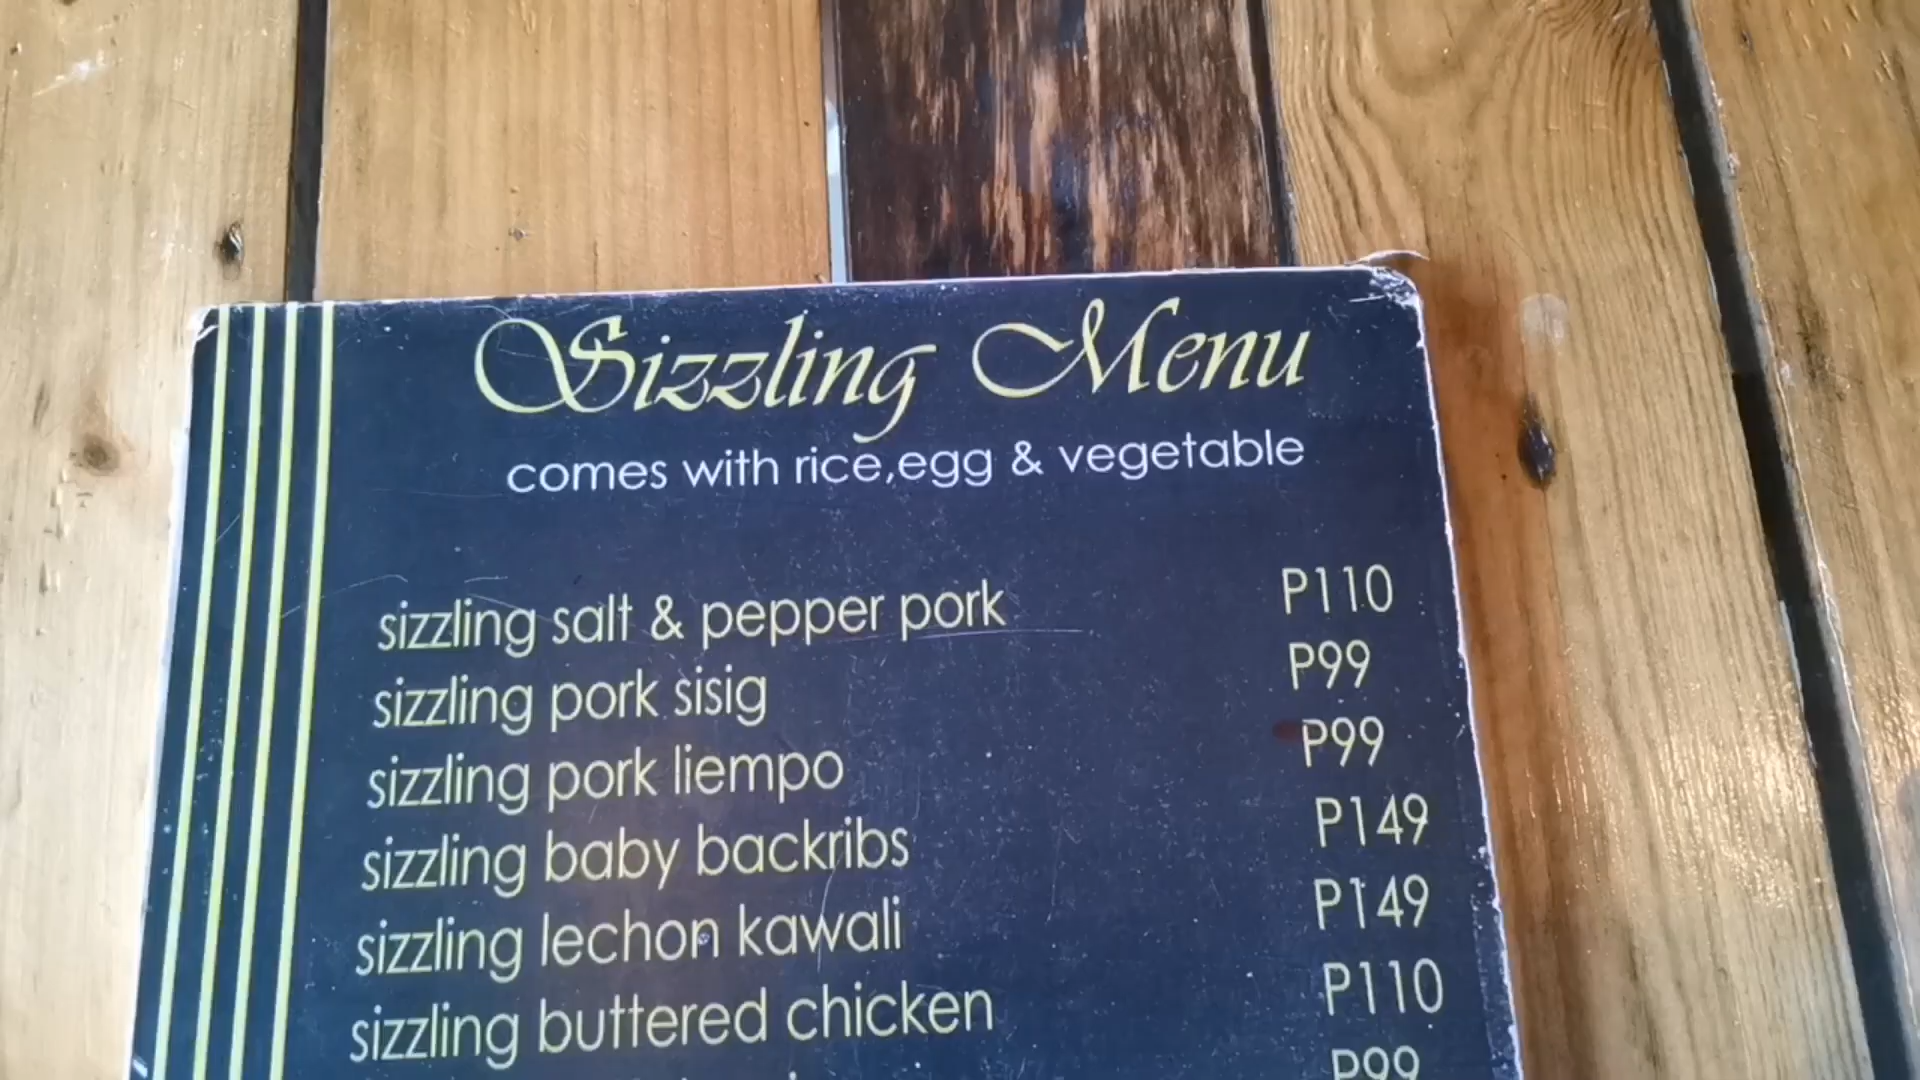 Sizzling Menu
comes with rice,egg & vegetable
sizzling salt & pepper pork P110
sizzling pork sisig P99
sizzling pork liempo P99
sizzling baby backribs P149
sizzling lechon kawali P149
sizzling buttered chicken P110
P99